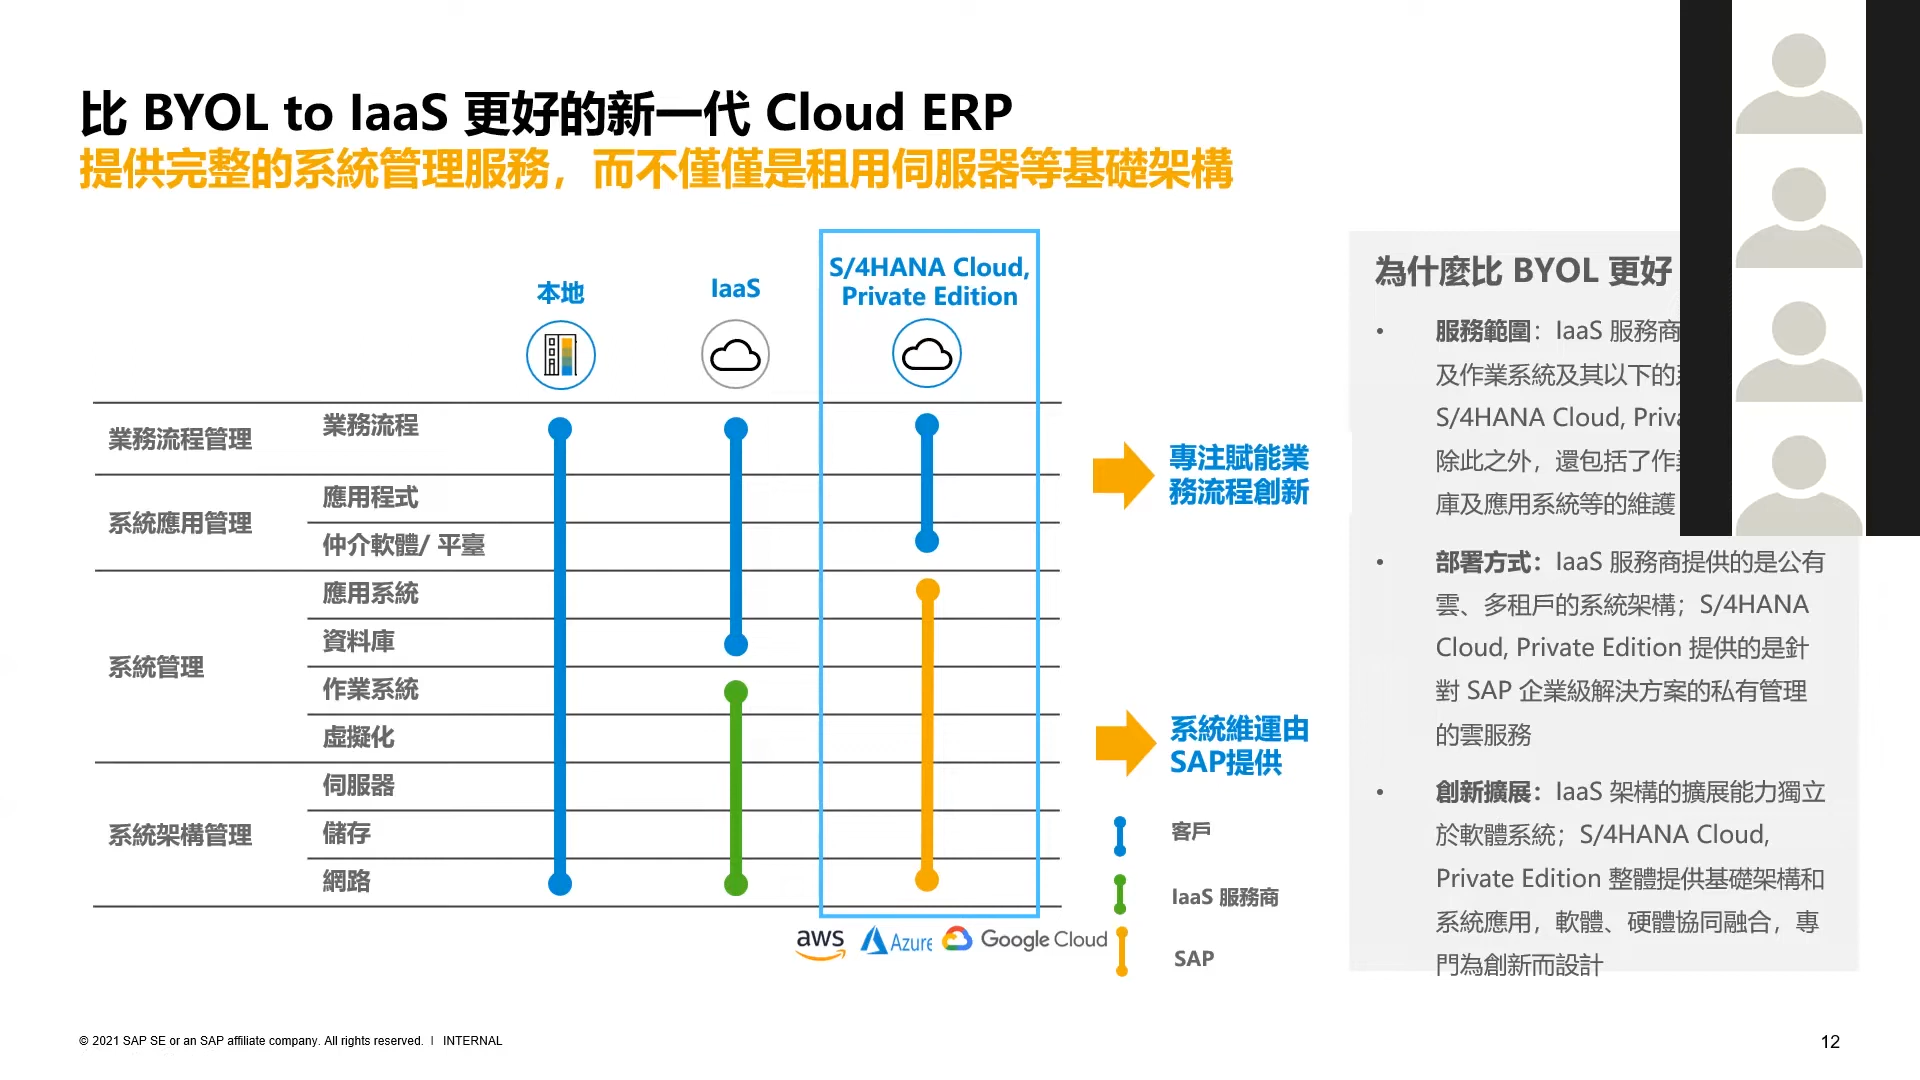 比 BYOL to IaaS 更好的新一代 Cloud ERP
提供完整的系統管理服務，而不僅僅是租用伺服器等基礎架構
本地
IaaS
S/4HANA Cloud,
Private Edition
業務流程管理
業務流程
系統應用管理
應用程式
仲介軟體/ 平臺
系統管理
應用系統
資料庫
作業系統
虛擬化
系統架構管理
伺服器
儲存
網路
專注賦能業
務流程創新
系統維運由
SAP提供
客戶
IaaS 服務商
SAP
aws
Azure
Google Cloud
為什麼比 BYOL 更好
• 服務範圍：IaaS 服務商
及作業系統及其以下的
S/4HANA Cloud,
除此之外，還包括了作
庫及應用系統等的維護
• 部署方式：IaaS 服務商提供的是公有
雲、多租戶的系統架構；S/4HANA
Cloud, Private Edition 提供的是針
對 SAP 企業級解決方案的私有管理
的雲服務
• 創新擴展：IaaS 架構的擴展能力獨立
於軟體系統；S/4HANA Cloud,
Private Edition 整體提供基礎架構和
系統應用，軟體、硬體協同融合，專
門為創新而設計
© 2021 SAP SE or an SAP affiliate company. All rights reserved. | INTERNAL
12